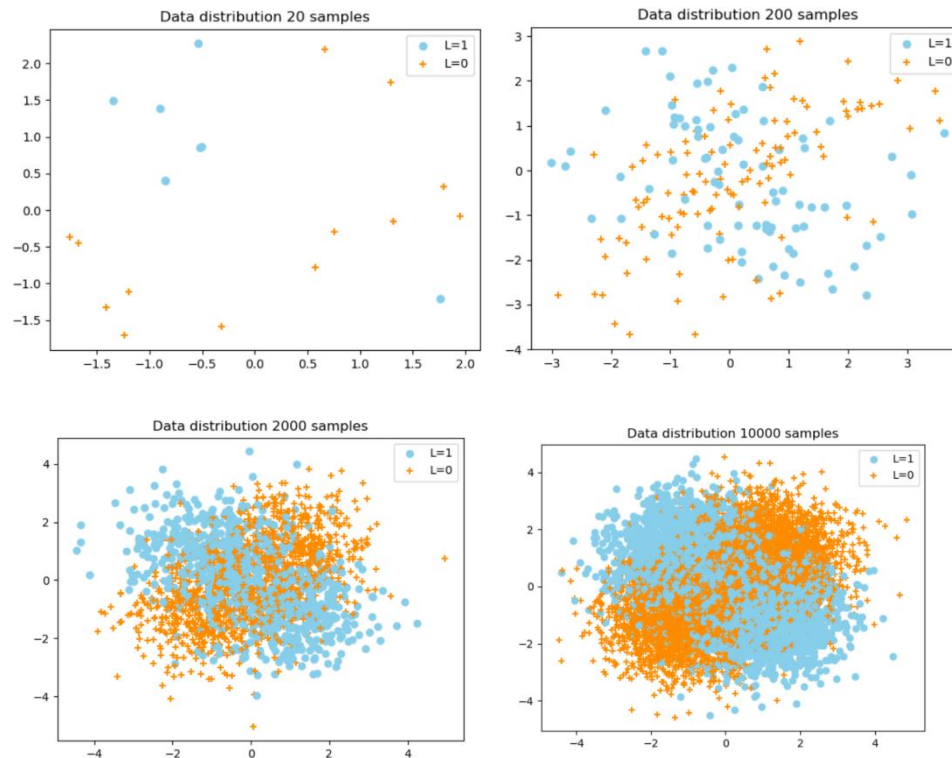 Data distribution 20 samples
L=1
L=0
2.0
1.5
1.0
0.5
0.0
−0.5
−1.0
−1.5
−1.5 −1.0 −0.5 0.0 0.5 1.0 1.5 2.0
Data distribution 200 samples
L=1
L=0
3
2
1
0
−1
−2
−3
−4
−3 −2 −1 0 1 2 3
Data distribution 2000 samples
L=1
L=0
4
2
0
−2
−4
−4 −2 0 2 4
Data distribution 10000 samples
L=1
L=0
4
2
0
−2
−4
−4 −2 0 2 4